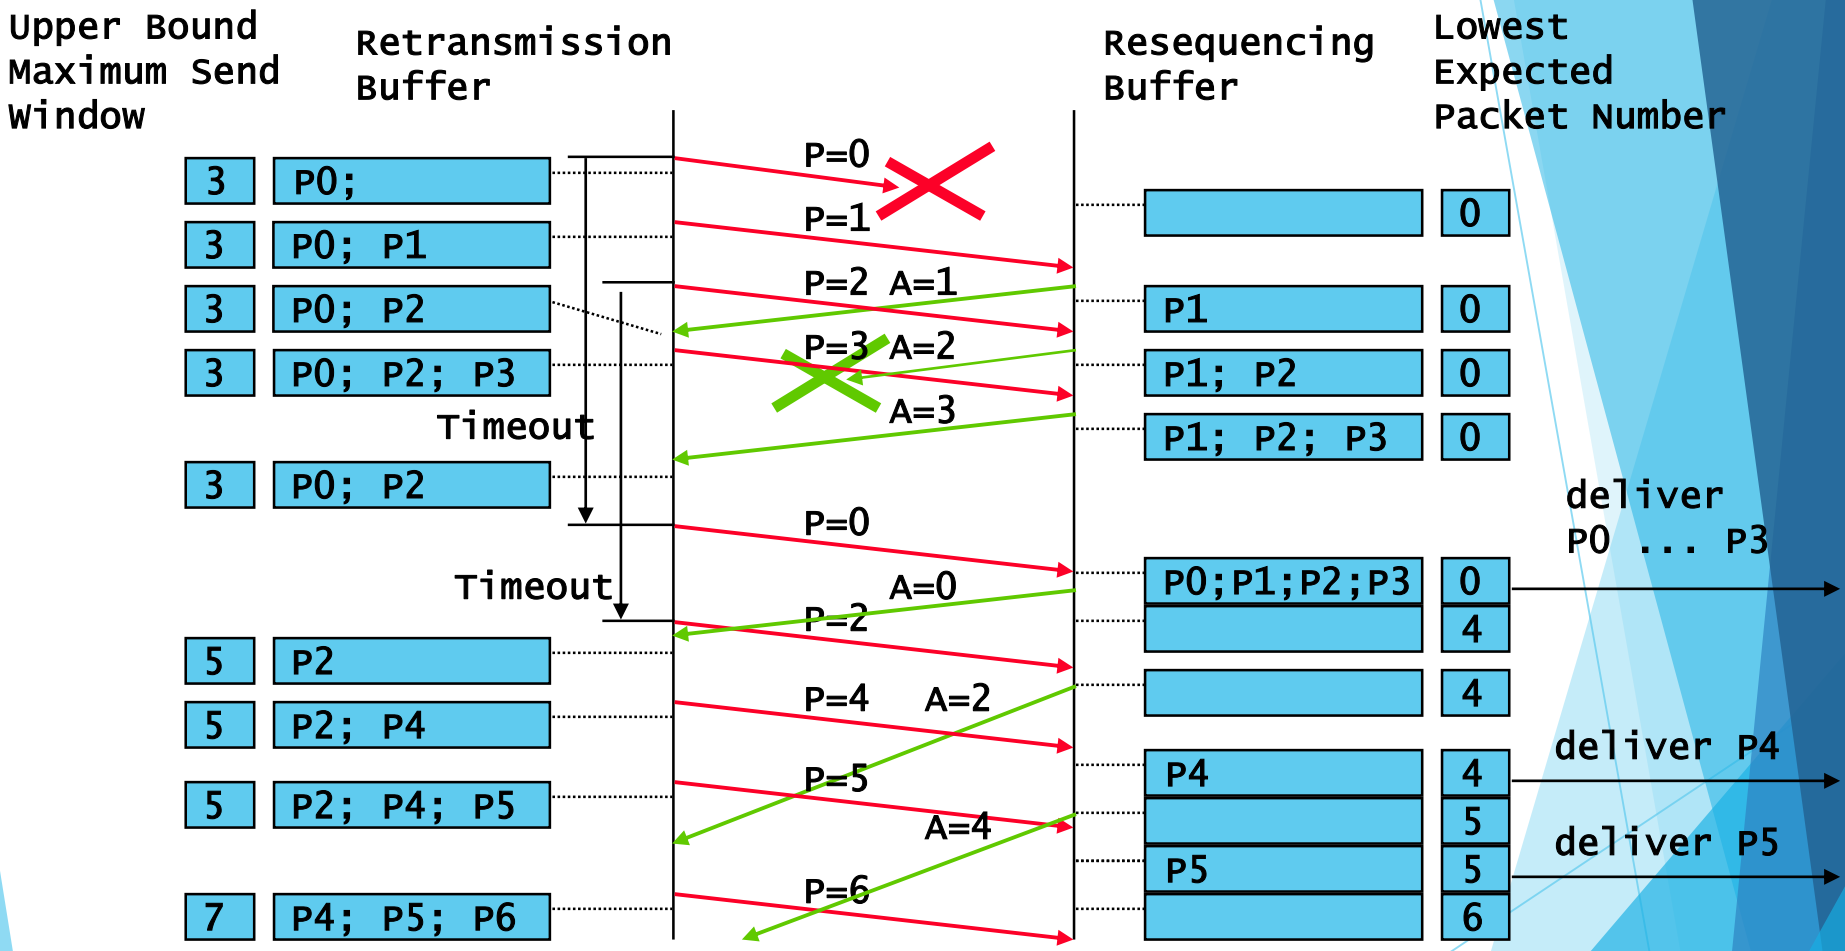 Upper Bound
Maximum Send
Window
Retransmission
Buffer
Resequencing
Buffer
Lowest
Expected
Packet Number
P=0
3 P0;
0
P=1
3 P0; P1
P=2 A=1
3 P0; P2
P1 0
P=3 A=2
3 P0; P2; P3
P1; P2 0
A=3
Timeout
P1; P2; P3 0
3 P0; P2
deliver
P0 ... P3
P=0
P0;P1;P2;P3 0
Timeout
A=0
P=2
4
5 P2
4
P=4 A=2
5 P2; P4
deliver P4
P4 4
P=5
5 P2; P4; P5
A=4
5
deliver P5
P5 5
P=6
7 P4; P5; P6
6